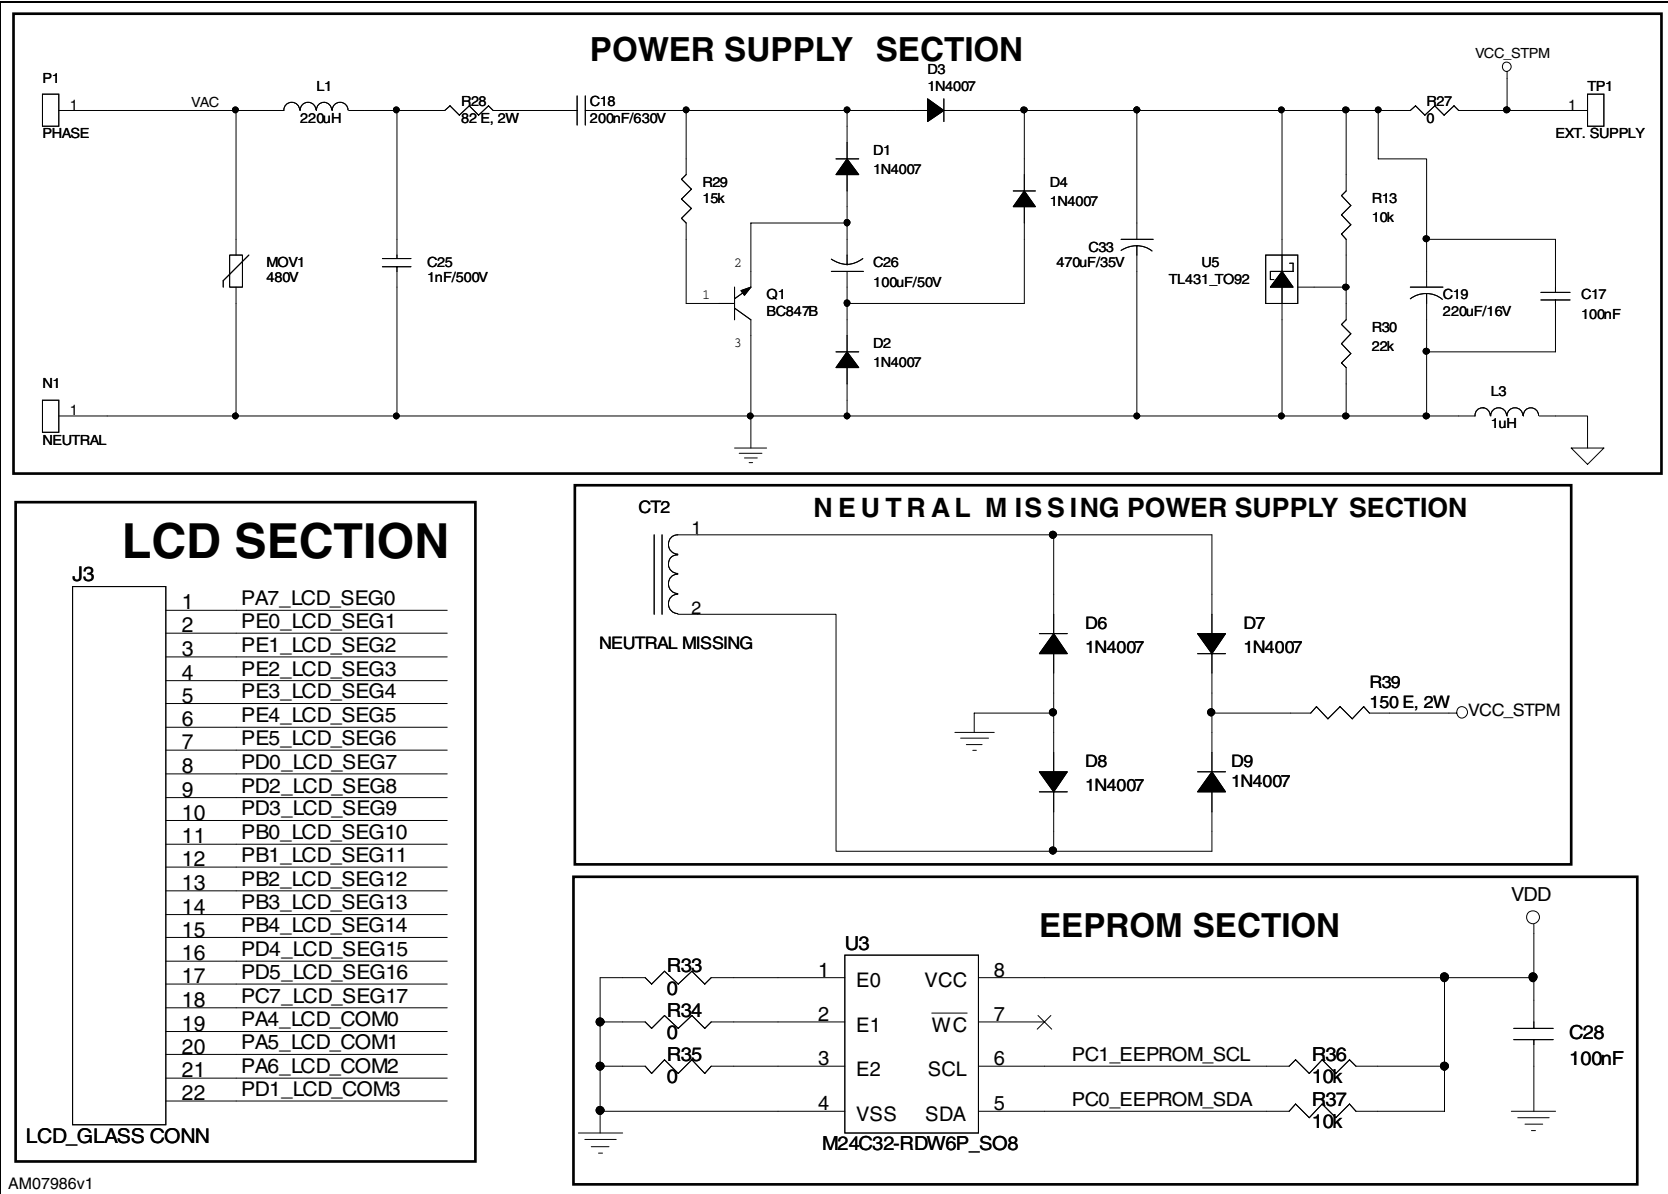 POWER SUPPLY SECTION
P1
1
PHASE
VAC
L1
220uH
R28
82 E, 2W
C18
200nF/630V
D3
1N4007
VCC_STPM
R27
0
1
TP1
EXT. SUPPLY
MOV1
480V
C25
1nF/500V
R29
15k
D1
1N4007
2
1
3
Q1
BC847B
C26
100uF/50V
D2
1N4007
D4
1N4007
C33
470uF/35V
U5
TL431_TO92
R13
10k
R30
22k
C19
220uF/16V
C17
100nF
N1
1
NEUTRAL
L3
1uH
LCD SECTION
J3
1 PA7_LCD_SEG0
2 PE0_LCD_SEG1
3 PE1_LCD_SEG2
4 PE2_LCD_SEG3
5 PE3_LCD_SEG4
6 PE4_LCD_SEG5
7 PE5_LCD_SEG6
8 PD0_LCD_SEG7
9 PD2_LCD_SEG8
10 PD3_LCD_SEG9
11 PB0_LCD_SEG10
12 PB1_LCD_SEG11
13 PB2_LCD_SEG12
14 PB3_LCD_SEG13
15 PB4_LCD_SEG14
16 PD4_LCD_SEG15
17 PD5_LCD_SEG16
18 PC7_LCD_SEG17
19 PA4_LCD_COM0
20 PA5_LCD_COM1
21 PA6_LCD_COM2
22 PD1_LCD_COM3
LCD_GLASS CONN
NEUTRAL MISSING POWER SUPPLY SECTION
CT2
1
2
NEUTRAL MISSING
D6
1N4007
D7
1N4007
D8
1N4007
D9
1N4007
R39
150 E, 2W
VCC_STPM
EEPROM SECTION
VDD
U3
R33
0
1 E0 VCC 8
R34
0
2 E1 WC 7
R35
0
3 E2 SCL 6
PC1_EEPROM_SCL
R36
10k
4 VSS SDA 5
PC0_EEPROM_SDA
R37
10k
M24C32-RDW6P_SO8
C28
100nF
AM07986v1